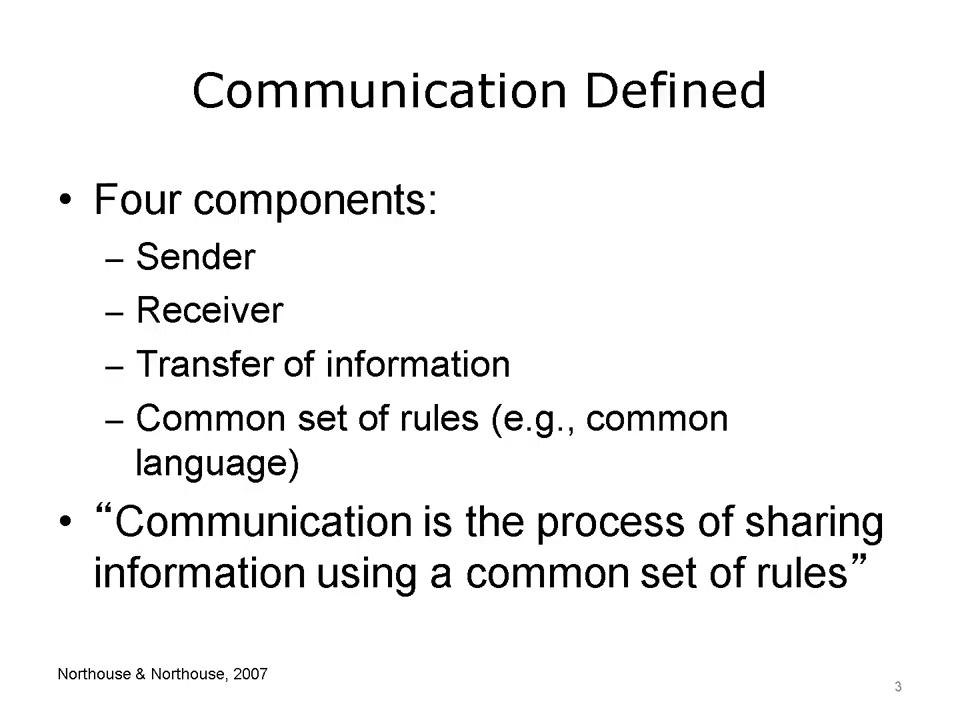 Communication Defined
• Four components:
– Sender
– Receiver
– Transfer of information
– Common set of rules (e.g., common
language)
• “Communication is the process of sharing
information using a common set of rules”
Northouse & Northouse, 2007
3